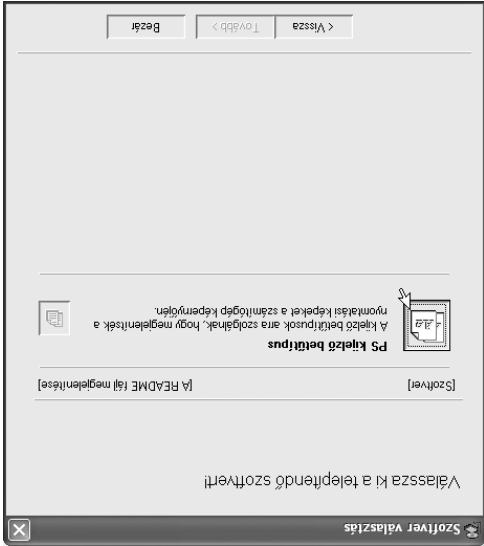 Szoftver választás
Válassza ki a telepítendő szoftvert!
[Szoftver] [A README fájl megjelenítése]
PS kijelző betűtípus
A kijelző betűtípusok arra szolgálnak, hogy megjelenítsék a
nyomtatási képeket a számítógép képernyőjén.
< Vissza Tovább > Bezár